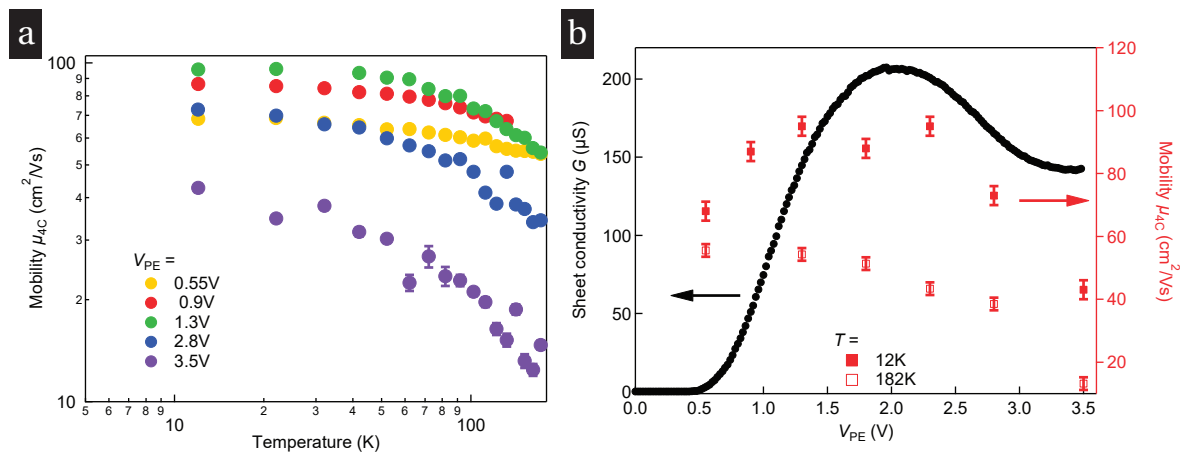 a
Mobility μ4C (cm2/Vs)
100
9
8
7
6
5
4
3
2
10
VPE =
0.55V
0.9V
1.3V
2.8V
3.5V
5 6 7 8 9 10 2 3 4 5 6 7 8 9 100
Temperature (K)
b
Sheet conductivity G (μS)
200
150
100
50
0
120
100
80
60
40
20
Mobility μ4C (cm2/Vs)
T =
12K
182K
0.0 0.5 1.0 1.5 2.0 2.5 3.0 3.5
VPE (V)